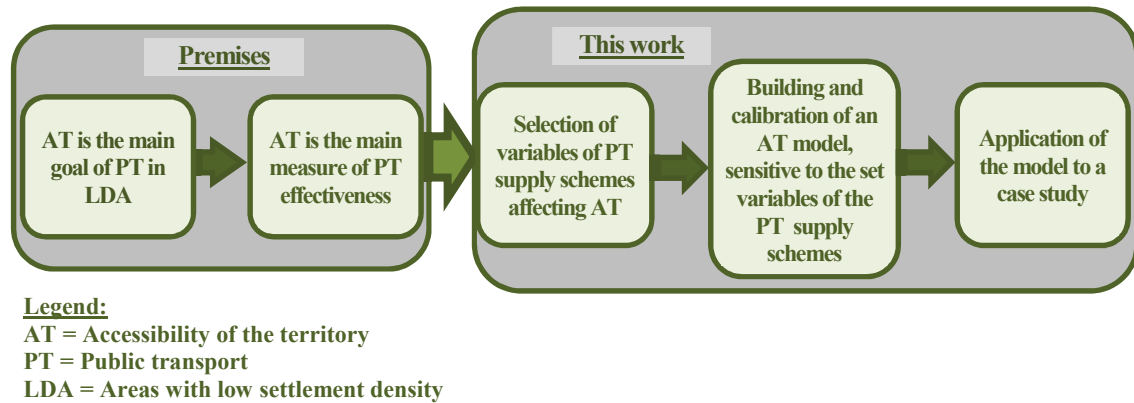 Premises
AT is the main
goal of PT in
LDA
AT is the main
measure of PT
effectiveness
This work
Selection of
variables of PT
supply schemes
affecting AT
Building and
calibration of an
AT model,
sensitive to the set
variables of the
PT supply
schemes
Application of
the model to a
case study
Legend:
AT = Accessibility of the territory
PT = Public transport
LDA = Areas with low settlement density